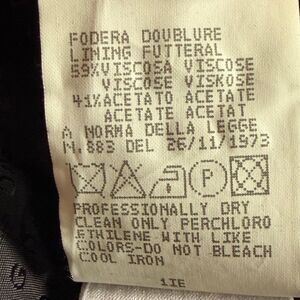 FODERA DOUBLURE
LINING FUTTERAL
59%VISCOSA VISCOSE
VISCOSE VISKOSE
41%ACETATO ACETATE
ACETATE ACETAT
A NORMA DELLA LEGGE
N.883 DEL 26/11/1973
P
PROFESSIONALLY DRY
CLEAN ONLY PERCHLORO
ETHILENE WITH LIKE
COLORS-DO NOT BLEACH
COOL IRON
1IE